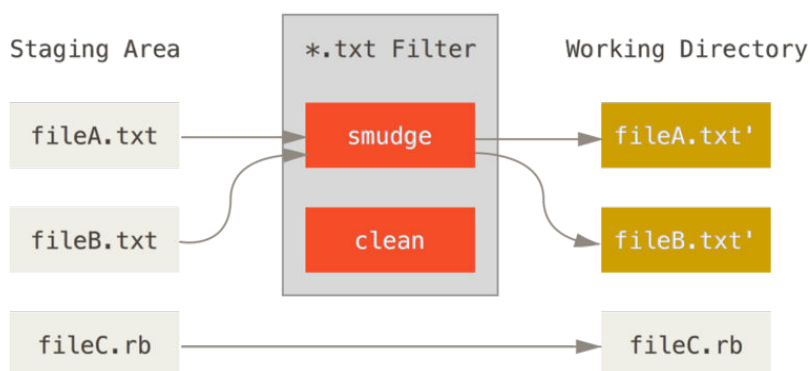 Staging Area
*.txt Filter
Working Directory
fileA.txt
smudge
fileA.txt'
fileB.txt
clean
fileB.txt'
fileC.rb
fileC.rb